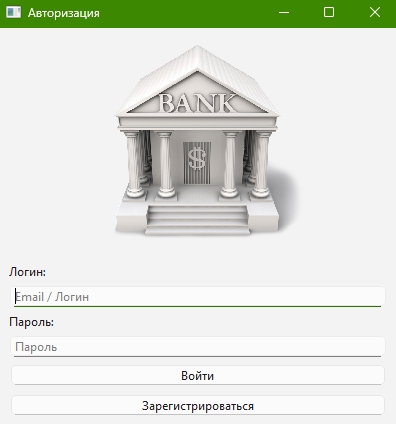 Авторизация
BANK
$
Логин:
Email / Логин
Пароль:
Пароль
Войти
Зарегистрироваться